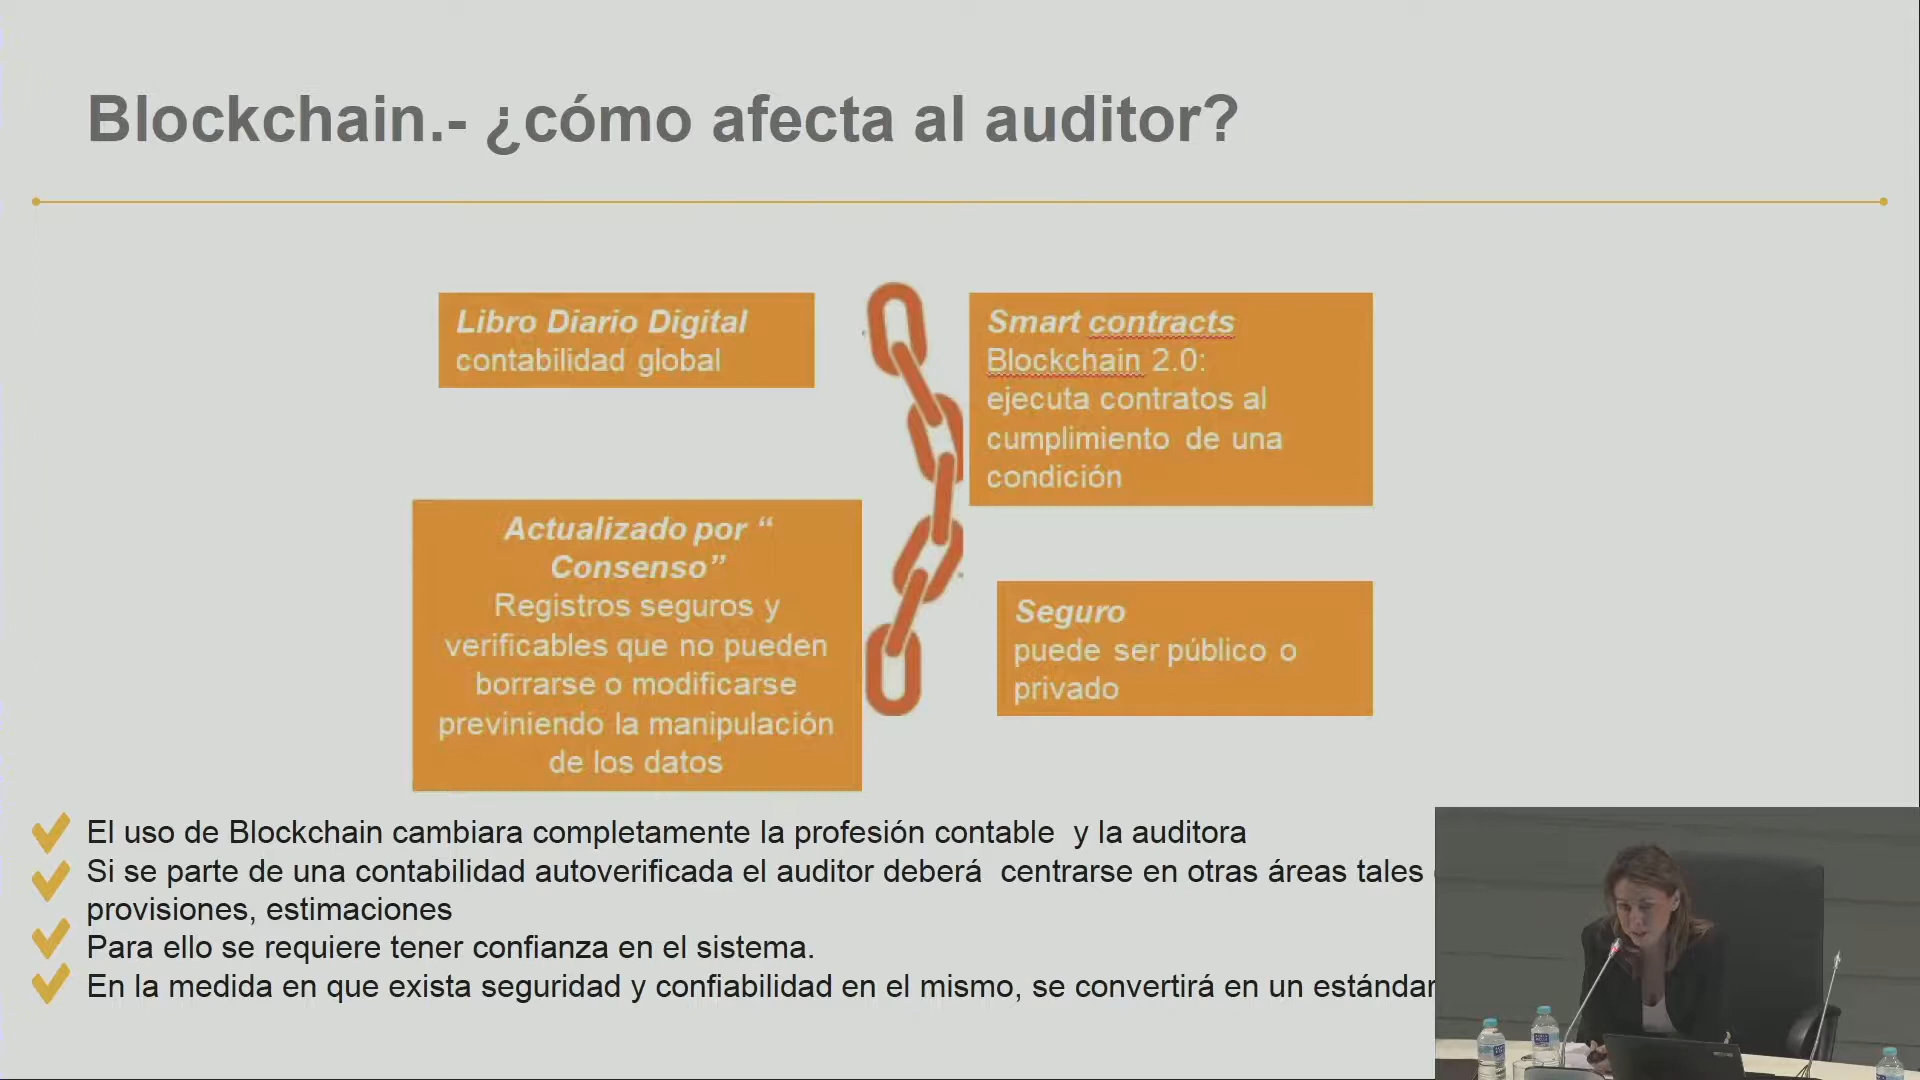 Blockchain.- ¿cómo afecta al auditor?
Libro Diario Digital
contabilidad global
Smart contracts
Blockchain 2.0:
ejecuta contratos al
cumplimiento de una
condición
Actualizado por “
Consenso”
Registros seguros y
verificables que no pueden
borrarse o modificarse
previniendo la manipulación
de los datos
Seguro
puede ser público o
privado
El uso de Blockchain cambiara completamente la profesión contable y la auditora
Si se parte de una contabilidad autoverificada el auditor deberá centrarse en otras áreas tales
provisiones, estimaciones
Para ello se requiere tener confianza en el sistema.
En la medida en que exista seguridad y confiabilidad en el mismo, se convertirá en un estándar